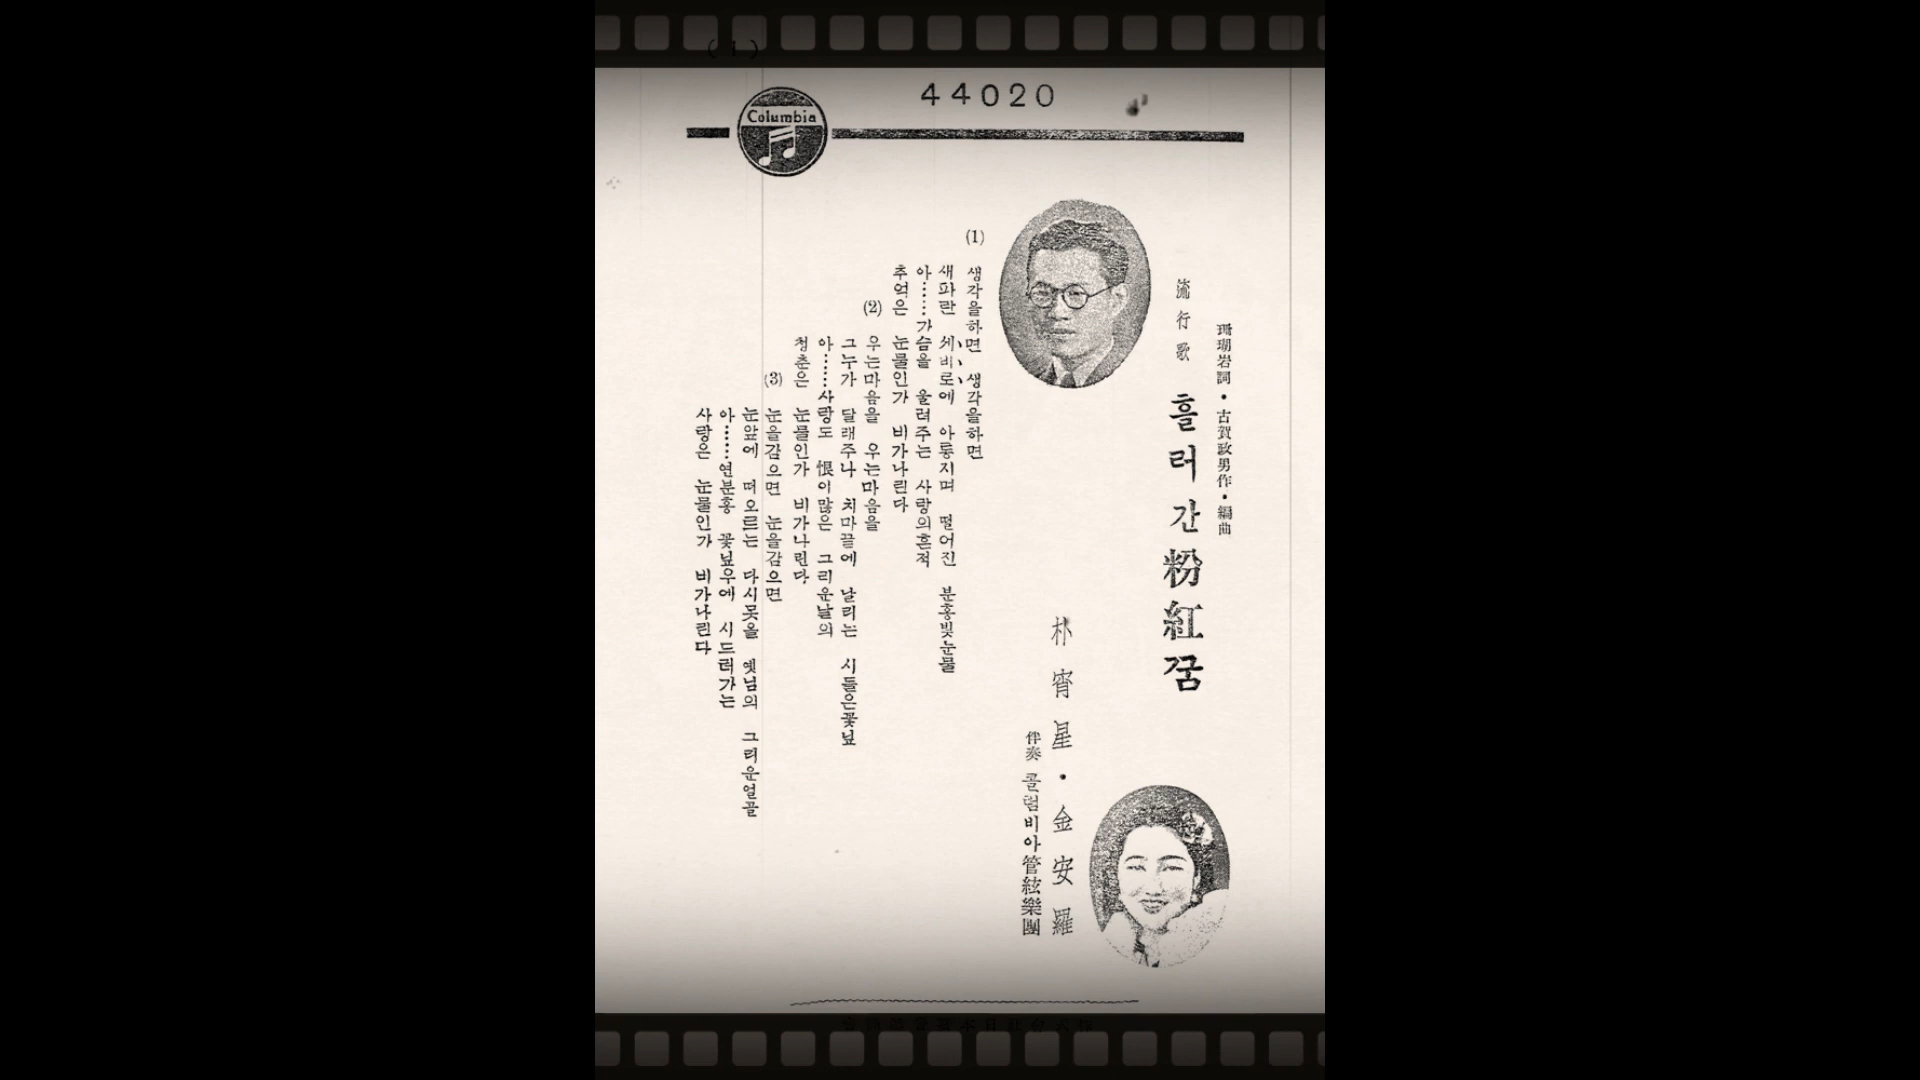 44020
Columbia
珊瑚岩詞・古賀政男作・編曲
流行歌
흘러간粉紅꿈
朴宵星・金安羅
伴奏 콜럼비아管絃樂團
(1)
생각을하면 생각을하면
새파란 세비로에 아롱지며 떨어진 분홍빛눈물
아……가슴을 울려주는 사랑의흔적
추억은 눈물인가 비가나린다
(2)
우는마음을 우는마음을
그누가 달래주나 치마끝에 날리는 시들은꽃닢
아……사랑도 恨이많은 그리운날의
청춘은 눈물인가 비가나린다
(3)
눈을감으면 눈을감으면
눈앞에 떠오르는 다시못올 옛님의 그리운얼골
아……연분홍 꽃닢우에 시드러가는
사랑은 눈물인가 비가나린다